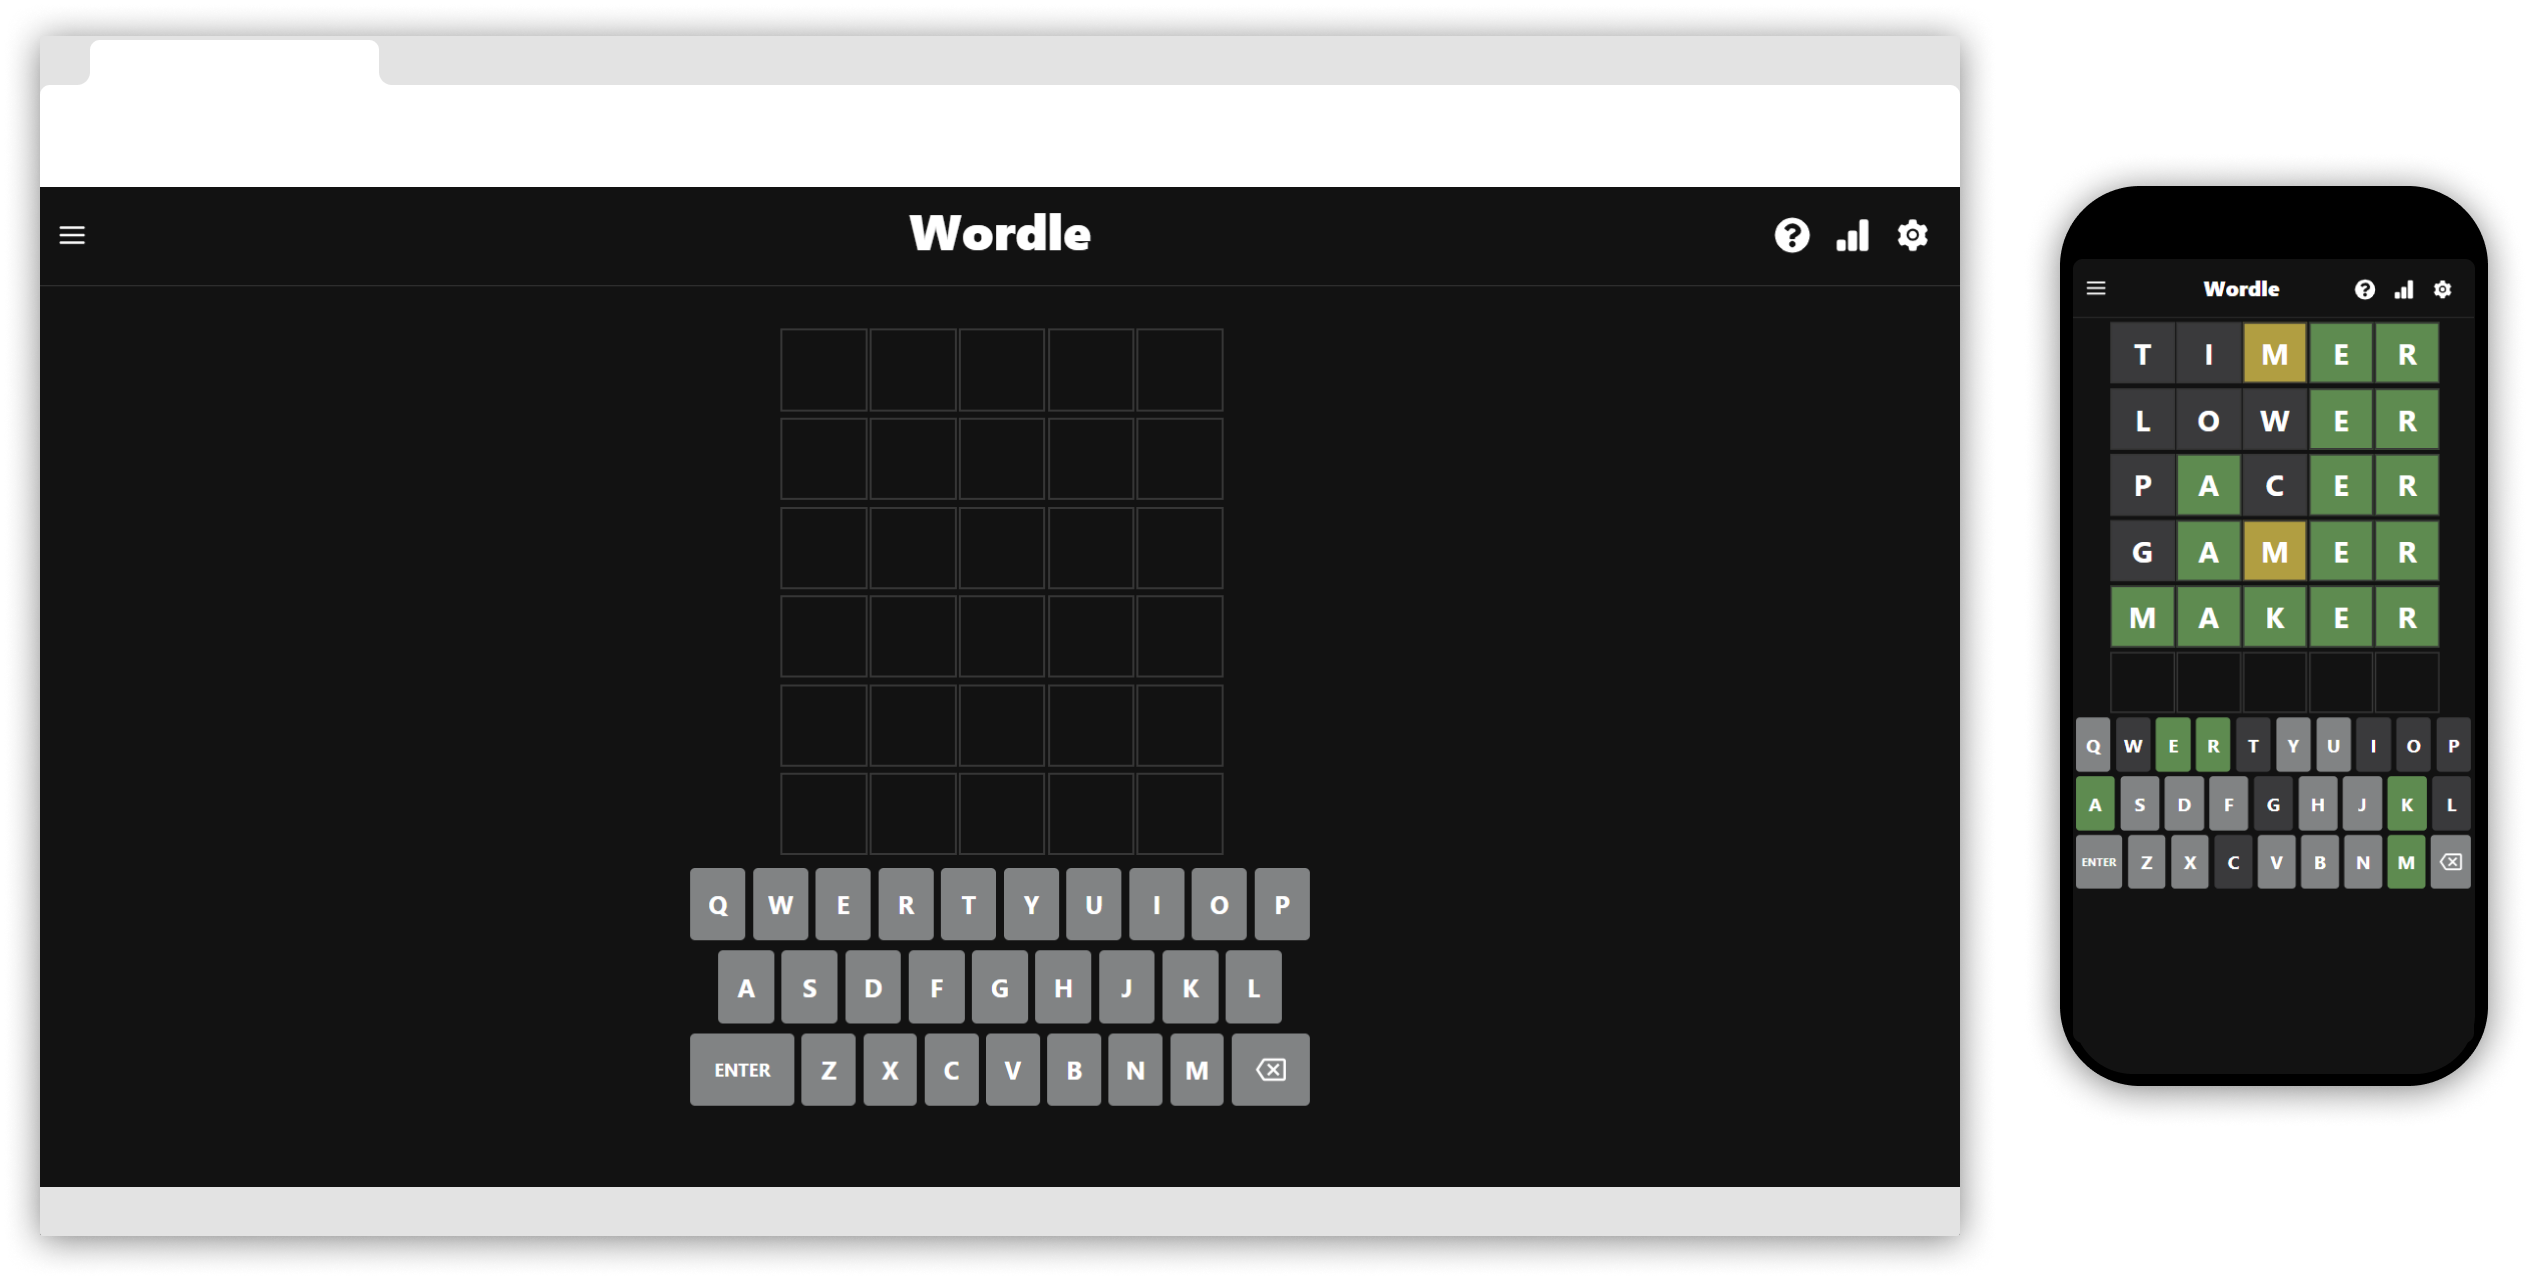 Wordle
Q W E R T Y U I O P
A S D F G H J K L
ENTER Z X C V B N M
Wordle
T I M E R
L O W E R
P A C E R
G A M E R
M A K E R
Q W E R T Y U I O P
A S D F G H J K L
ENTER Z X C V B N M